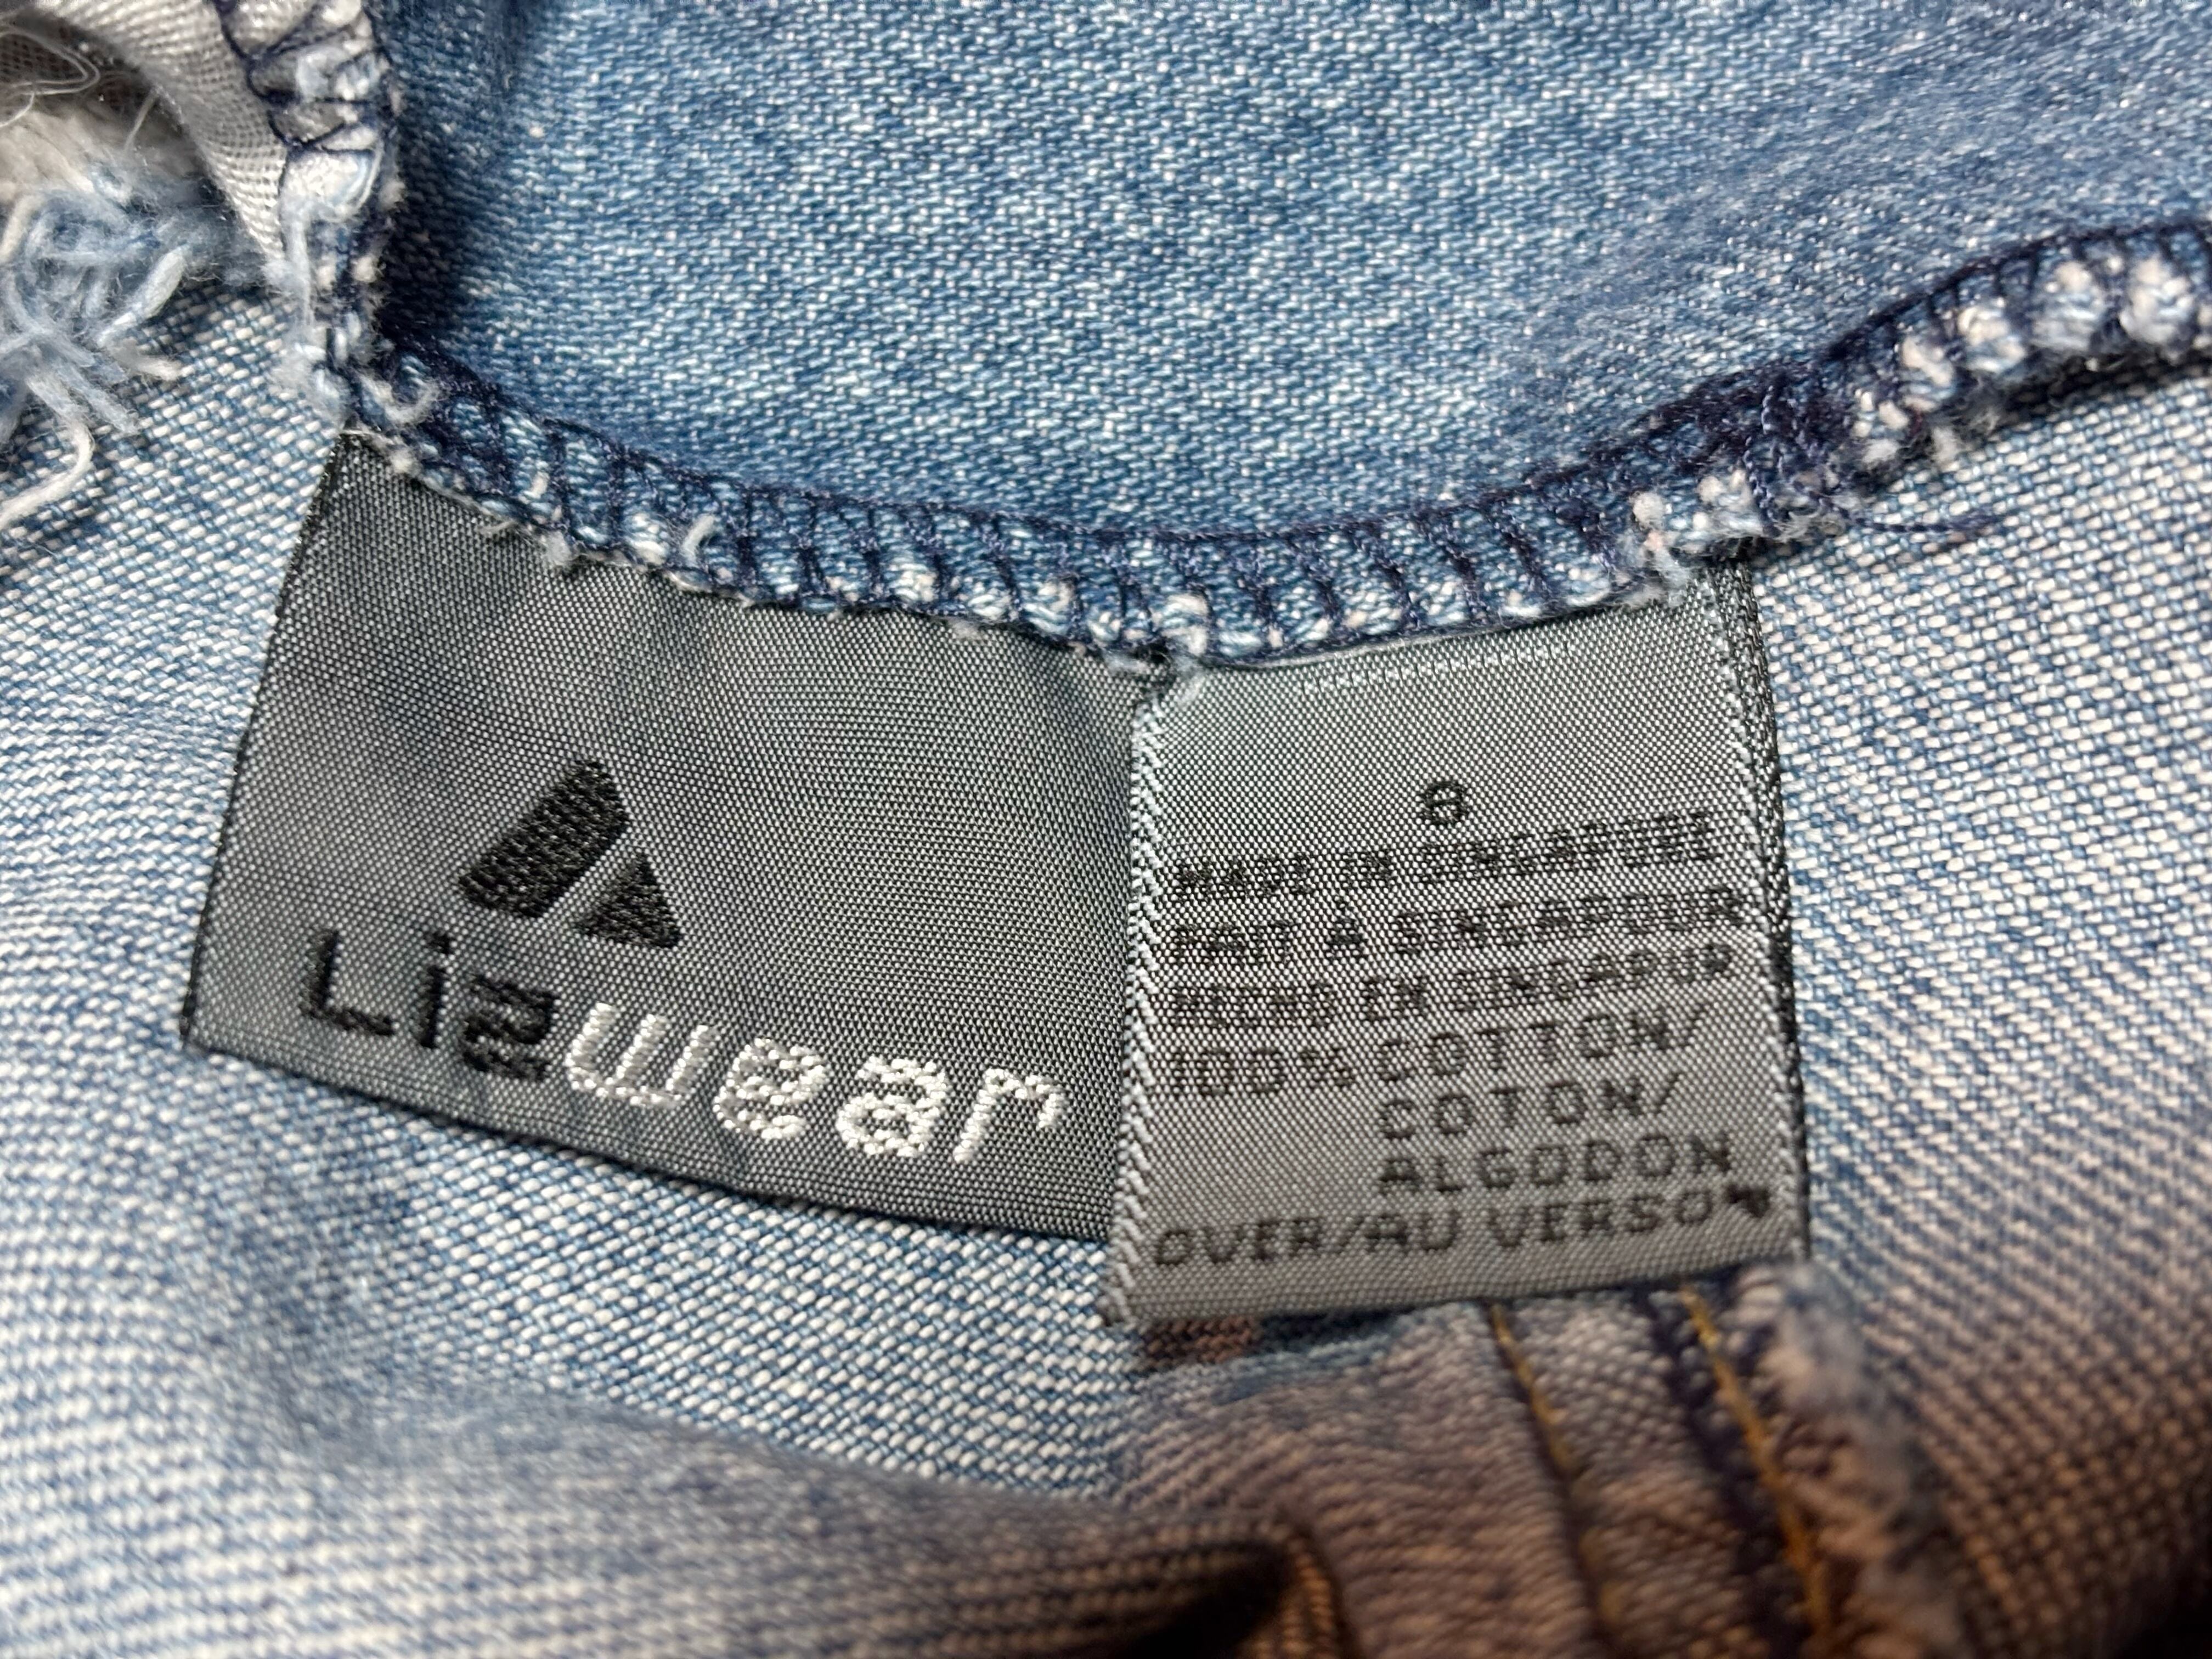 Lizwear
8
MADE IN SINGAPORE
FAIT À SINGAPOUR
HECHO EN SINGAPUR
100% COTTON/
COTON/
ALGODON
OVER/AU VERSO